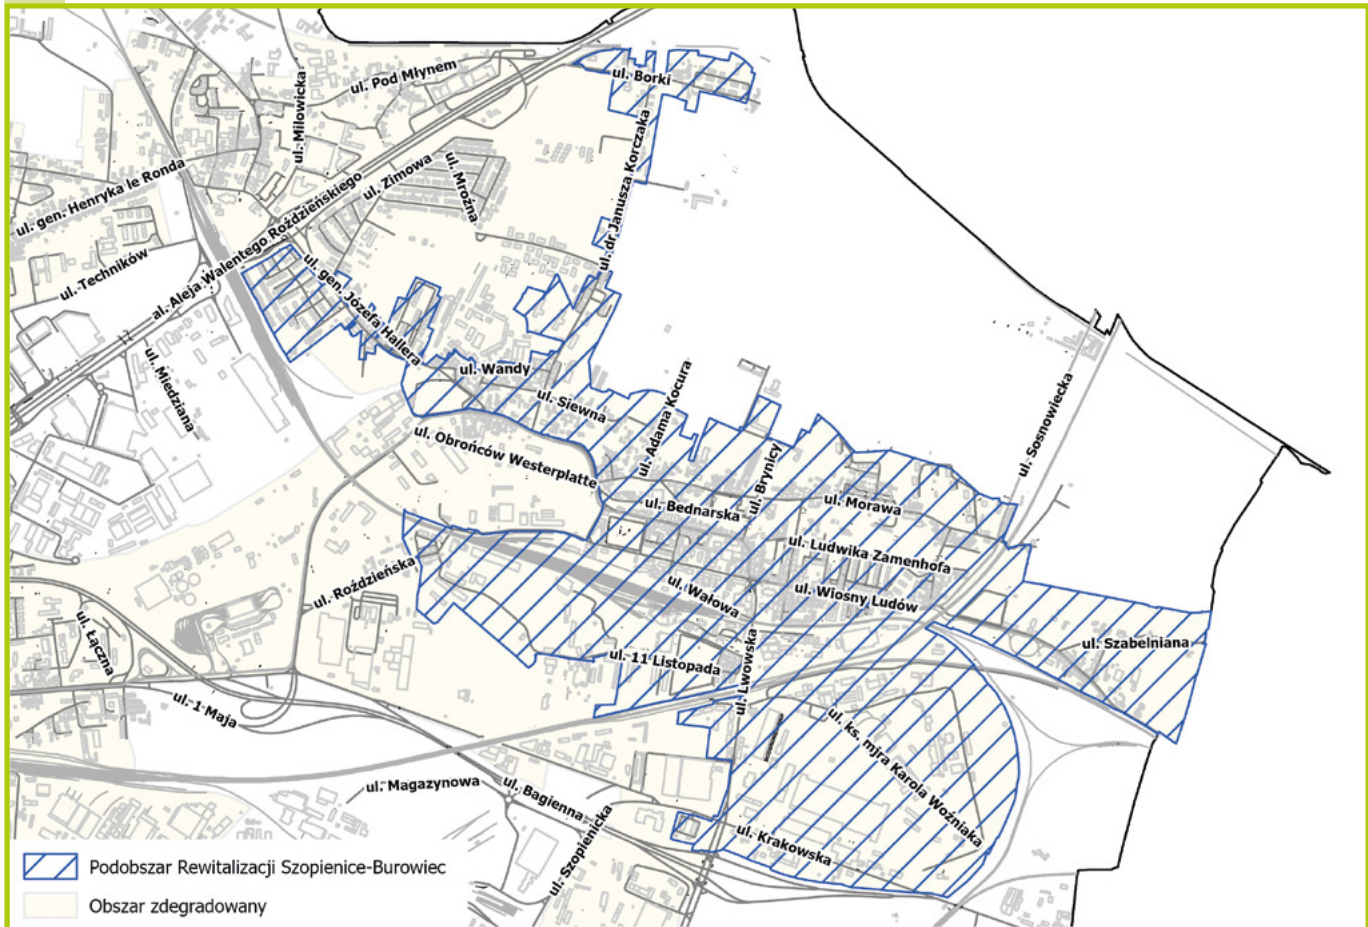 ul. Borki
ul. Pod Młynem
ul. Milowicka
ul. dr Janusza Korczaka
ul. Zimowa
ul. Mroźna
ul. gen. Henryka le Ronda
al. Aleja Walentego Roździeńskiego
ul. Techników
ul. gen. Józefa Hallera
ul. Miedziana
ul. Wandy
ul. Siewna
ul. Adama Kocura
ul. Sosnowiecka
ul. Obrońców Westerplatte
ul. Brynicy
ul. Bednarska
ul. Morawa
ul. Ludwika Zamenhofa
ul. Roździeńska
ul. Wałowa
ul. Wiosny Ludów
ul. Łączna
ul. Szabelniana
ul. 11 Listopada
ul. Lwowska
ul. 1 Maja
ul. ks. mjra Karola Woźniaka
ul. Magazynowa
ul. Bagienna
ul. Szopienicka
ul. Krakowska
Podobszar Rewitalizacji Szopienice-Burowiec
Obszar zdegradowany